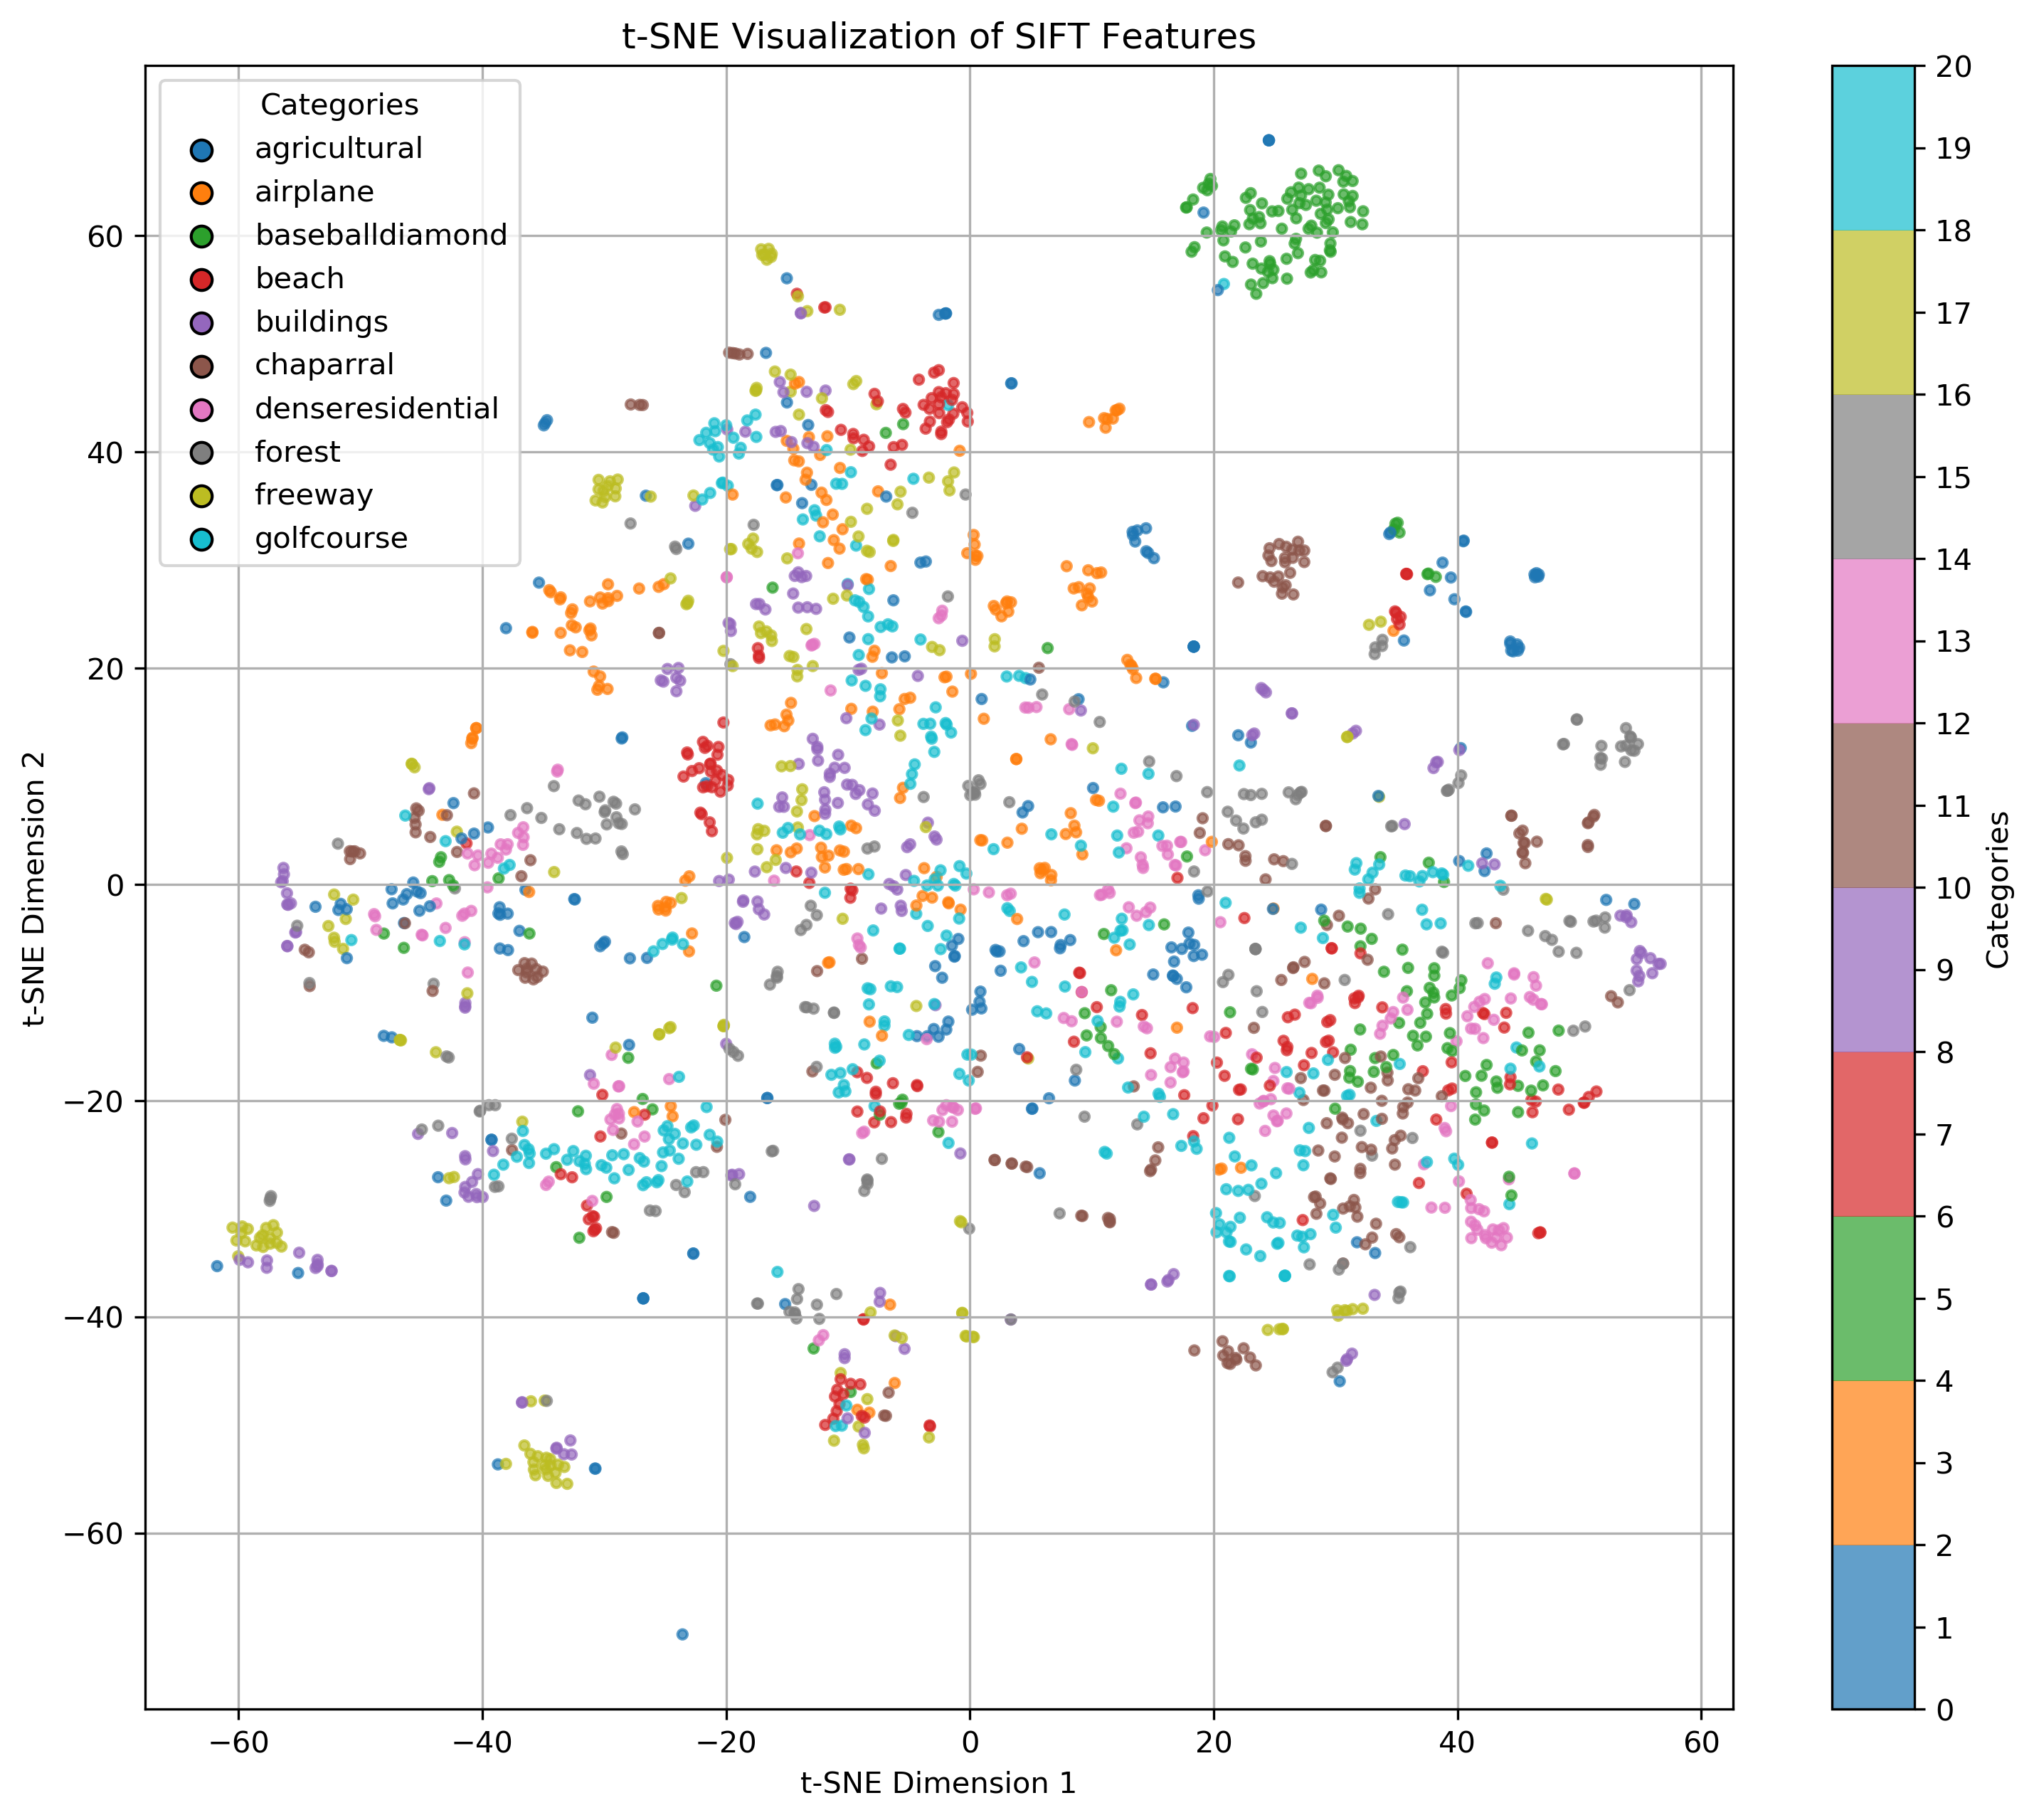 t-SNE Visualization of SIFT Features
Categories
agricultural
airplane
baseballdiamond
beach
buildings
chaparral
denseresidential
forest
freeway
golfcourse
60
40
20
0
−20
−40
−60
t-SNE Dimension 2
−60 −40 −20 0 20 40 60
t-SNE Dimension 1
20
19
18
17
16
15
14
13
12
11
10
9
8
7
6
5
4
3
2
1
0
Categories